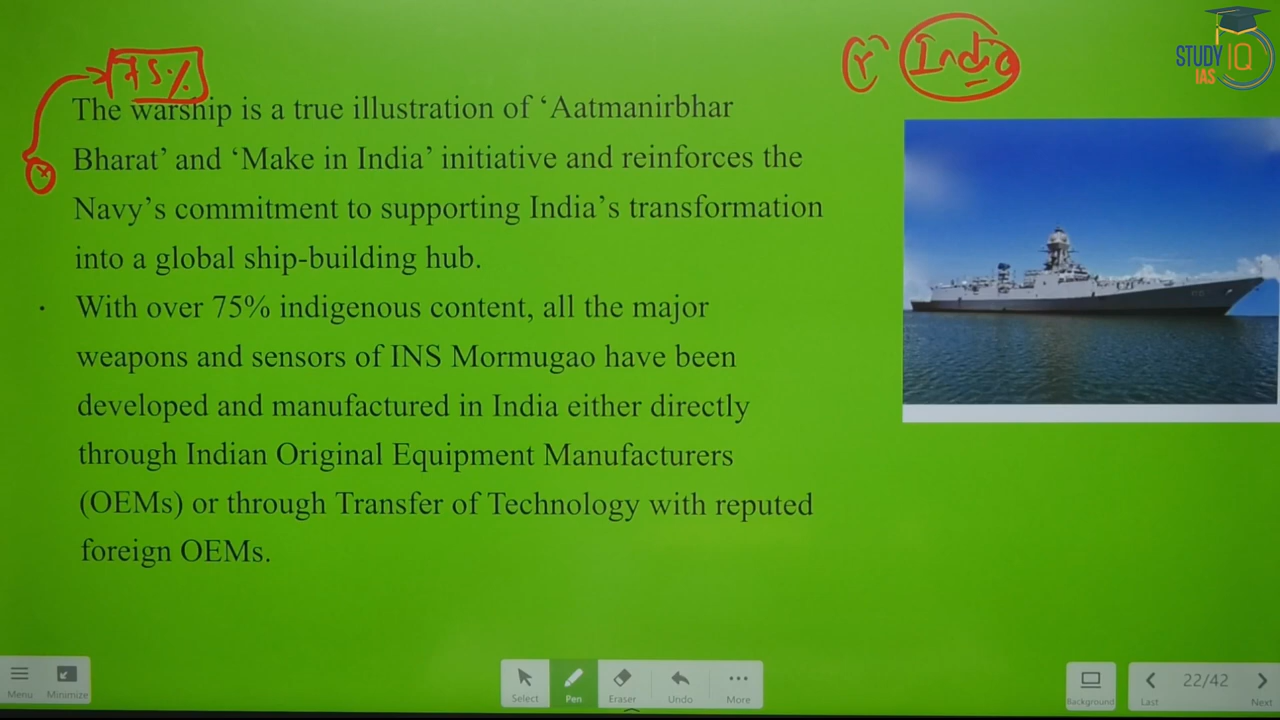 75%
India
STUDY IQ
IAS
The warship is a true illustration of ‘Aatmanirbhar
Bharat’ and ‘Make in India’ initiative and reinforces the
Navy’s commitment to supporting India’s transformation
into a global ship-building hub.
· With over 75% indigenous content, all the major
weapons and sensors of INS Mormugao have been
developed and manufactured in India either directly
through Indian Original Equipment Manufacturers
(OEMs) or through Transfer of Technology with reputed
foreign OEMs.
Menu
Minimize
Select
Pen
Eraser
Undo
More
Background
22/42
Last
Next